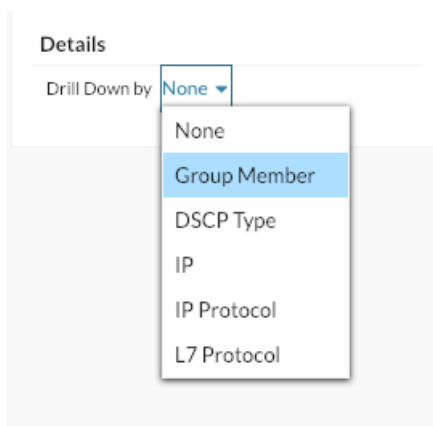 Details
Drill Down by None
None
Group Member
DSCP Type
IP
IP Protocol
L7 Protocol